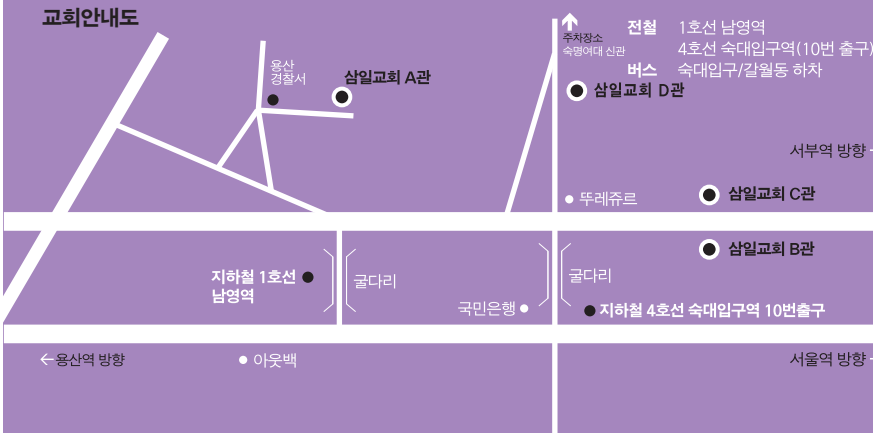 교회안내도
주차장소
숙명여대 신관
전철 1호선 남영역
4호선 숙대입구역(10번 출구)
버스 숙대입구/갈월동 하차
용산
경찰서
삼일교회 A관
삼일교회 D관
서부역 방향
뚜레쥬르
삼일교회 C관
삼일교회 B관
지하철 1호선
남영역
굴다리
굴다리
국민은행
지하철 4호선 숙대입구역 10번출구
용산역 방향
아웃백
서울역 방향